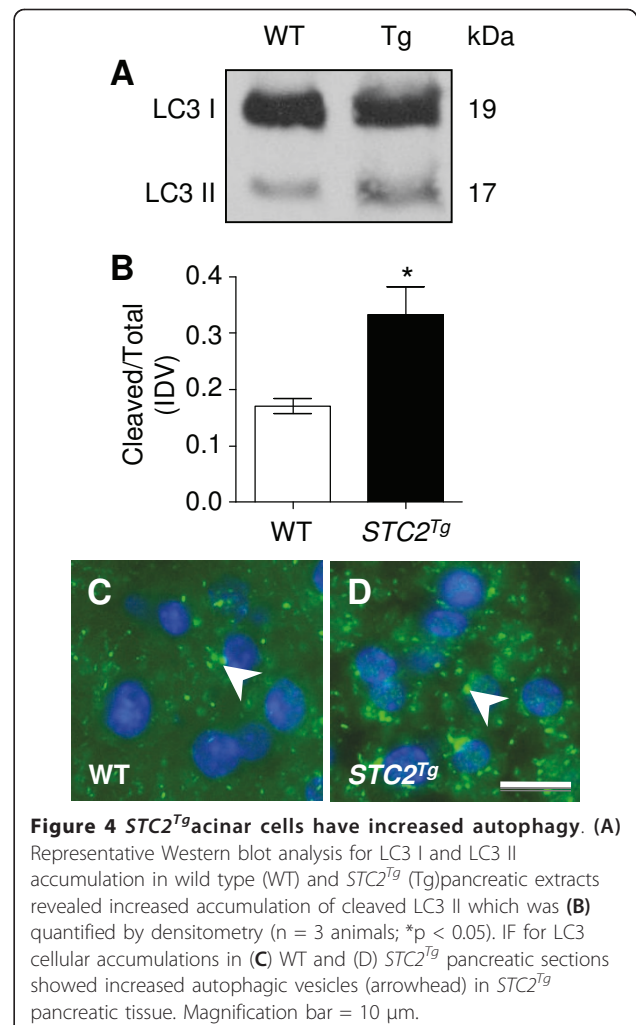 WT Tg kDa
A
LC3 I 19
LC3 II 17
B
Cleaved/Total
(IDV)
0.4
*
0.3
0.2
0.1
0.0
WT STC2Tg
C D
WT STC2Tg
Figure 4 STC2Tg acinar cells have increased autophagy. (A)
Representative Western blot analysis for LC3 I and LC3 II
accumulation in wild type (WT) and STC2Tg (Tg)pancreatic extracts
revealed increased accumulation of cleaved LC3 II which was (B)
quantified by densitometry (n = 3 animals; *p < 0.05). IF for LC3
cellular accumulations in (C) WT and (D) STC2Tg pancreatic sections
showed increased autophagic vesicles (arrowhead) in STC2Tg
pancreatic tissue. Magnification bar = 10 μm.